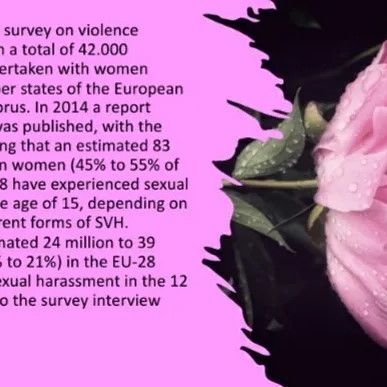 survey on violence
a total of 42.000
ertaken with women
er states of the European
prus. In 2014 a report
was published, with the
ng that an estimated 83
n women (45% to 55% of
8 have experienced sexual
e age of 15, depending on
rent forms of SVH.
mated 24 million to 39
to 21%) in the EU-28
exual harassment in the 12
o the survey interview